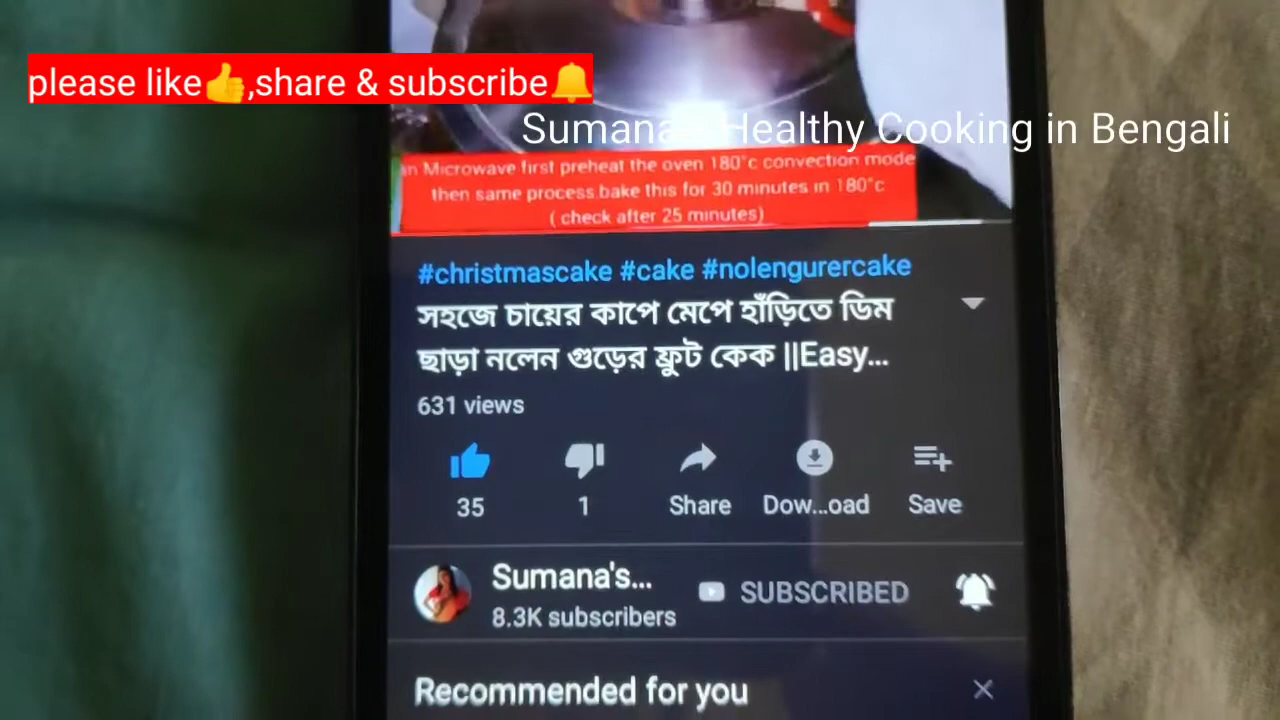 please like👍,share & subscribe🔔
Sumana's Healthy Cooking in Bengali
in Microwave first preheat the oven 180°c convection mode
then same process,bake this for 30 minutes in 180°c
( check after 25 minutes)
#christmascake #cake #nolengurercake
সহজে চায়ের কাপে মেপে হাঁড়িতে ডিম
ছাড়া নলেন গুড়ের ফ্রুট কেক ||Easy...
631 views
35
1
Share
Dow...oad
Save
Sumana's...
SUBSCRIBED
8.3K subscribers
Recommended for you